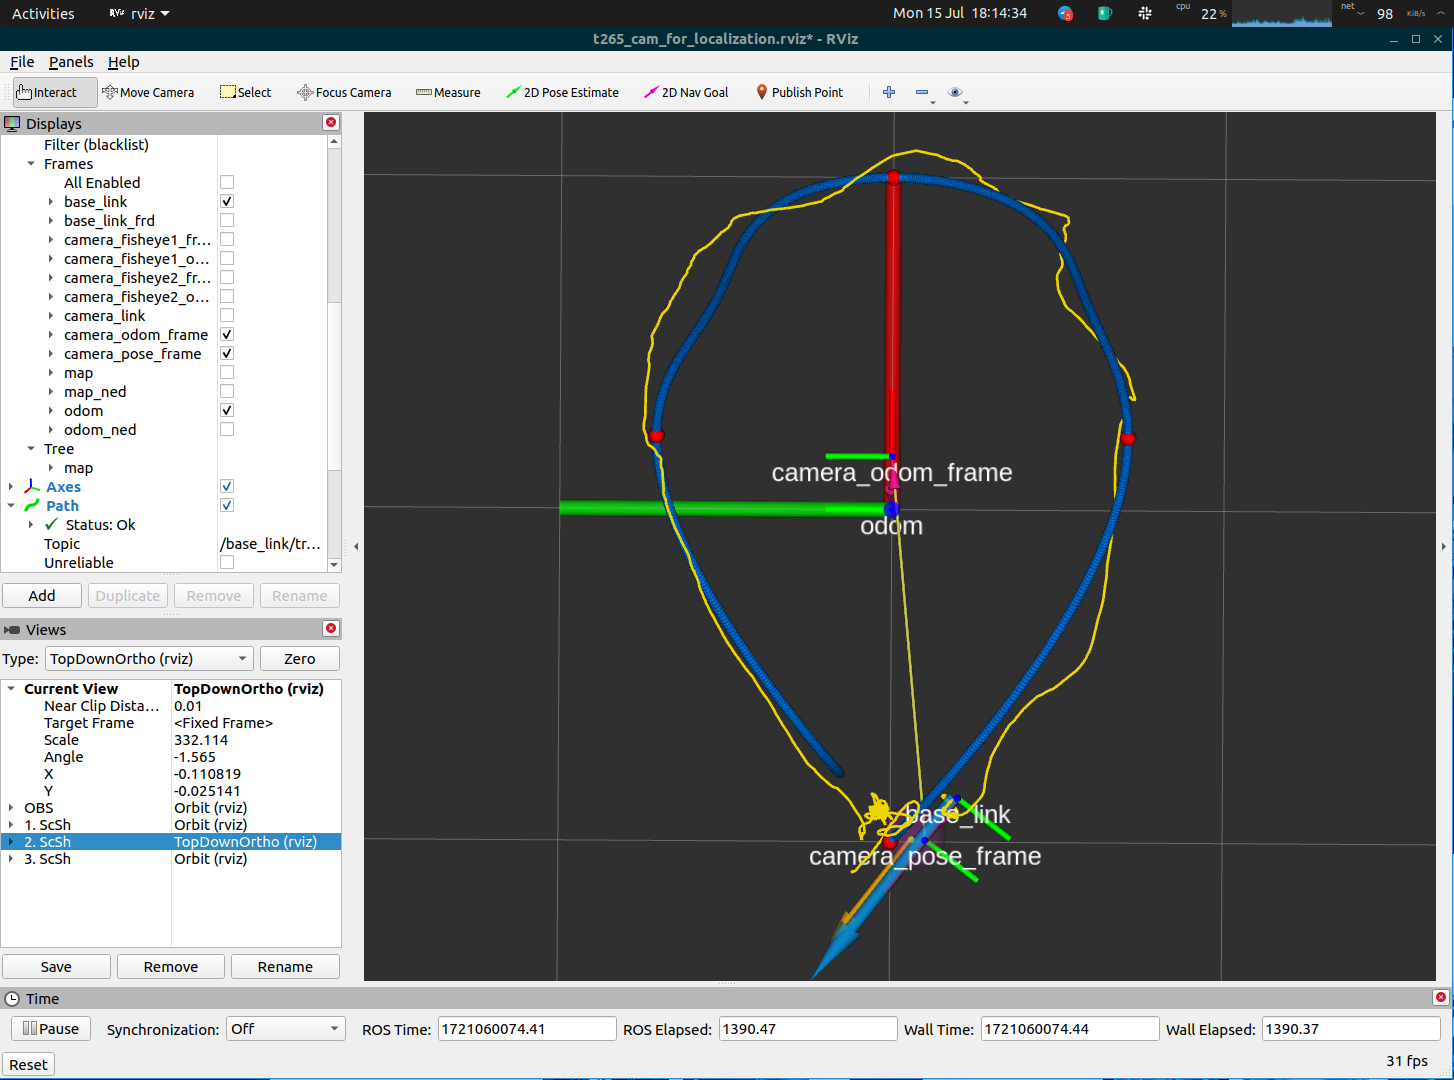 Activities
RViz rviz
Mon 15 Jul 18:14:34
5
cpu 22 %
net 98 KiB/s
t265_cam_for_localization.rviz* - RViz
File Panels Help
Interact Move Camera Select Focus Camera Measure 2D Pose Estimate 2D Nav Goal Publish Point
Displays
Filter (blacklist)
Frames
All Enabled
base_link
base_link_frd
camera_fisheye1_fr...
camera_fisheye1_o...
camera_fisheye2_fr...
camera_fisheye2_o...
camera_link
camera_odom_frame
camera_pose_frame
map
map_ned
odom
odom_ned
Tree
map
Axes
Path
Status: Ok
Topic /base_link/tr...
Unreliable
Add Duplicate Remove Rename
Views
Type: TopDownOrtho (rviz) Zero
Current View TopDownOrtho (rviz)
Near Clip Dista... 0.01
Target Frame <Fixed Frame>
Scale 332.114
Angle -1.565
X -0.110819
Y -0.025141
OBS Orbit (rviz)
1. ScSh Orbit (rviz)
2. ScSh TopDownOrtho (rviz)
3. ScSh Orbit (rviz)
Save Remove Rename
camera_odom_frame
odom
base_link
camera_pose_frame
Time
Pause Synchronization: Off ROS Time: 1721060074.41 ROS Elapsed: 1390.47 Wall Time: 1721060074.44 Wall Elapsed: 1390.37
Reset
31 fps